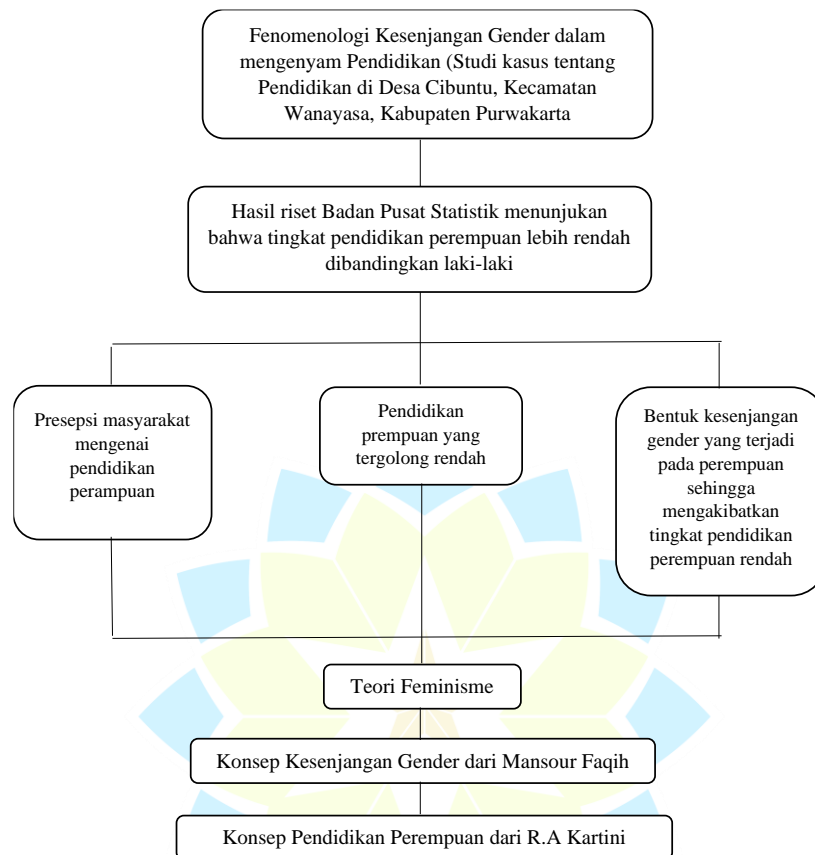 Fenomenologi Kesenjangan Gender dalam
mengenyam Pendidikan (Studi kasus tentang
Pendidikan di Desa Cibuntu, Kecamatan
Wanayasa, Kabupaten Purwakarta
Hasil riset Badan Pusat Statistik menunjukan
bahwa tingkat pendidikan perempuan lebih rendah
dibandingkan laki-laki
Presepsi masyarakat
mengenai
pendidikan
perampuan
Pendidikan
prempuan yang
tergolong rendah
Bentuk kesenjangan
gender yang terjadi
pada perempuan
sehingga
mengakibatkan
tingkat pendidikan
perempuan rendah
Teori Feminisme
Konsep Kesenjangan Gender dari Mansour Faqih
Konsep Pendidikan Perempuan dari R.A Kartini